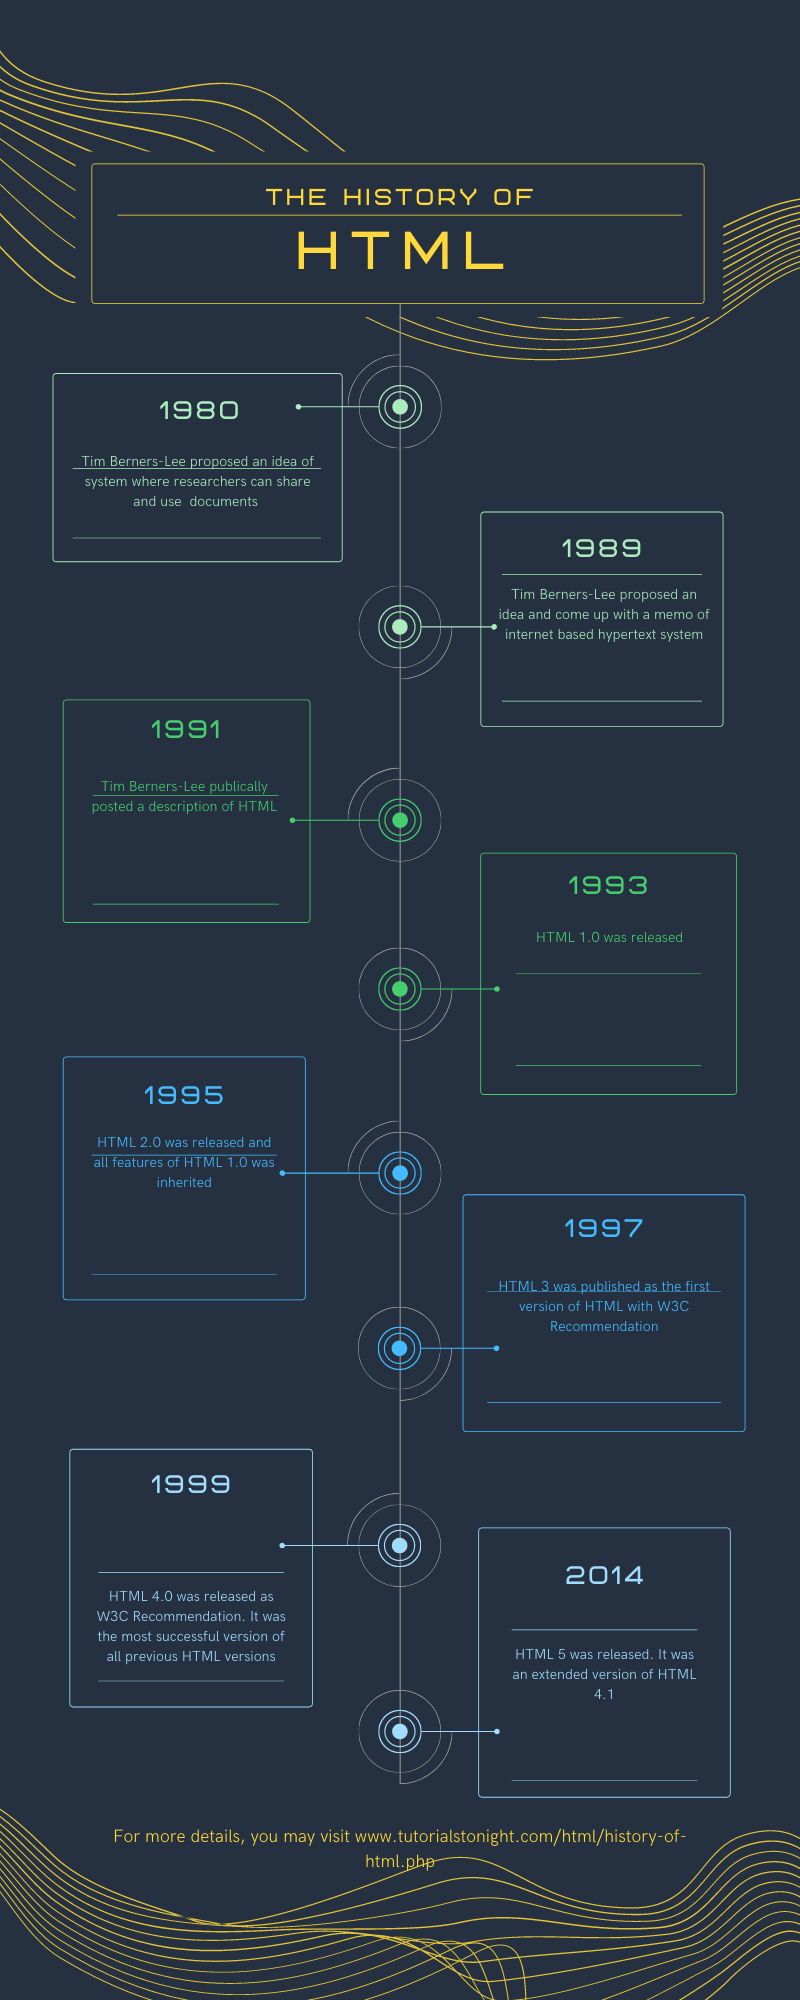 THE HISTORY OF
HTML
1980
Tim Berners-Lee proposed an idea of
system where researchers can share
and use documents
1989
Tim Berners-Lee proposed an
idea and come up with a memo of
internet based hypertext system
1991
Tim Berners-Lee publically
posted a description of HTML
1993
HTML 1.0 was released
1995
HTML 2.0 was released and
all features of HTML 1.0 was
inherited
1997
HTML 3 was published as the first
version of HTML with W3C
Recommendation
1999
HTML 4.0 was released as
W3C Recommendation. It was
the most successful version of
all previous HTML versions
2014
HTML 5 was released. It was
an extended version of HTML
4.1
For more details, you may visit www.tutorialstonight.com/html/history-of-
html.php